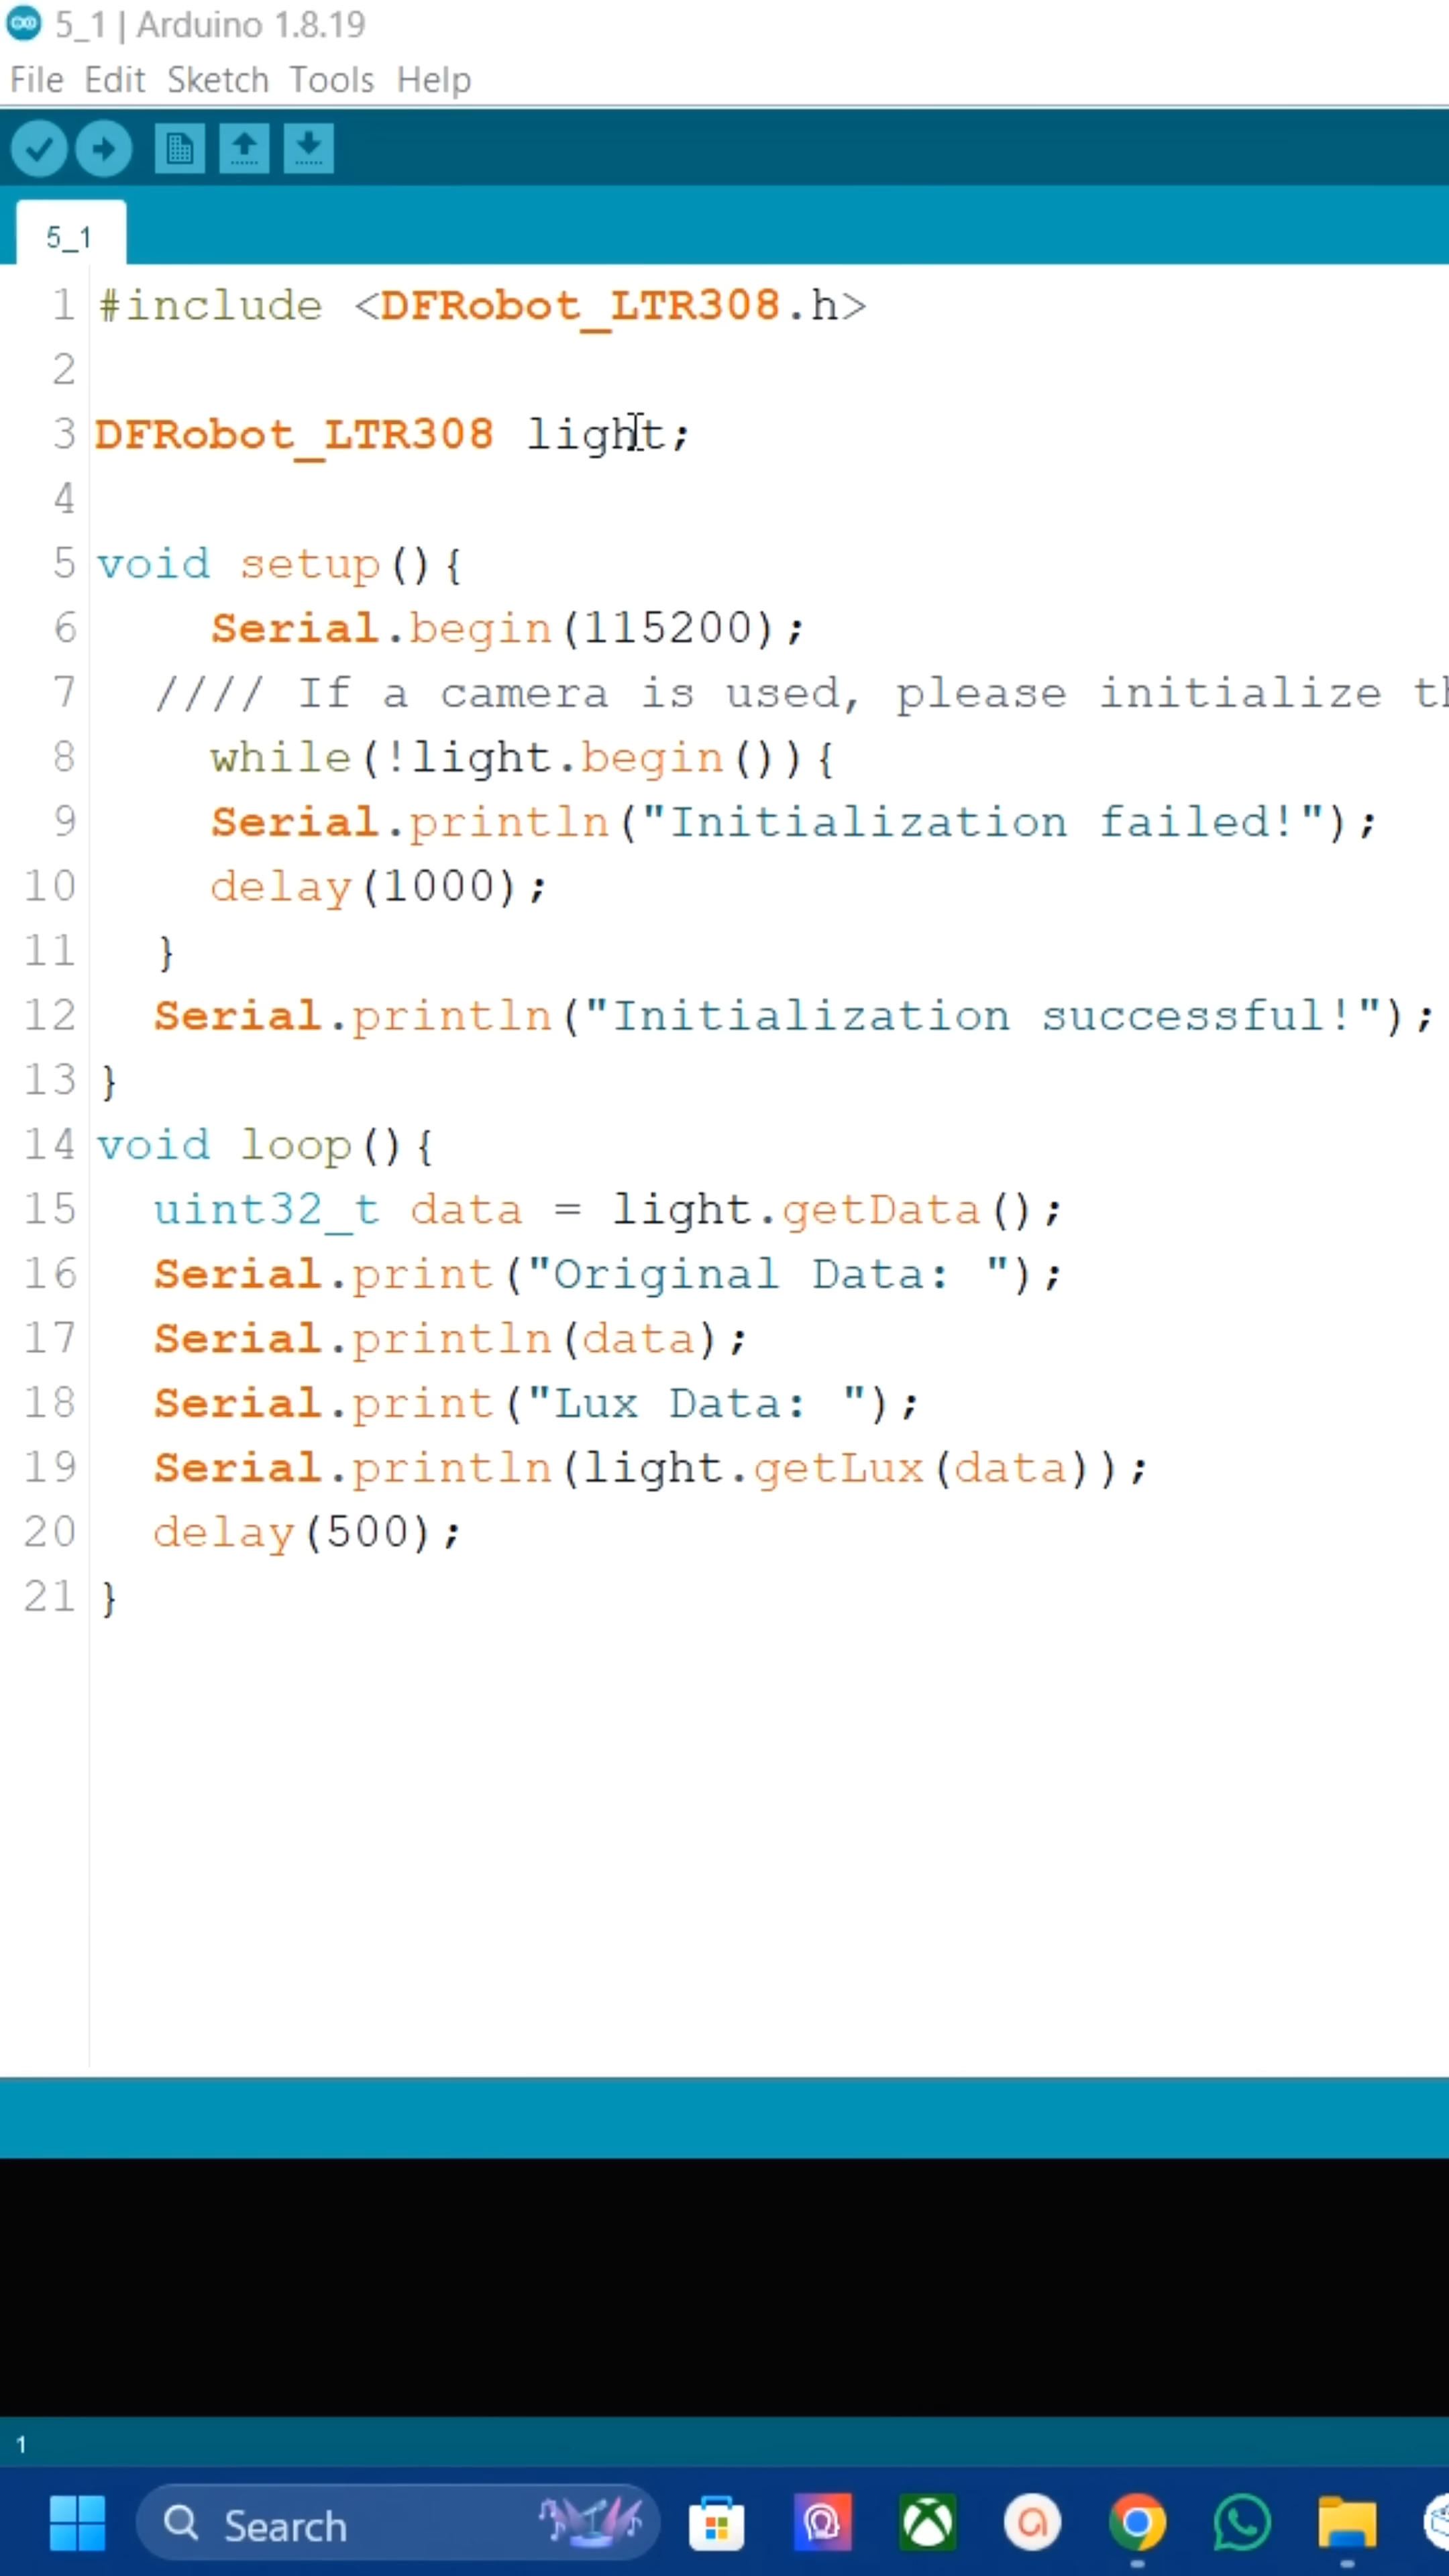 5_1 | Arduino 1.8.19
File Edit Sketch Tools Help
5_1
1 #include <DFRobot_LTR308.h>
2
3 DFRobot_LTR308 light;
4
5 void setup(){
6 Serial.begin(115200);
7 //// If a camera is used, please initialize
8 while(!light.begin()){
9 Serial.println("Initialization failed!");
10 delay(1000);
11 }
12 Serial.println("Initialization successful!");
13 }
14 void loop(){
15 uint32_t data = light.getData();
16 Serial.print("Original Data: ");
17 Serial.println(data);
18 Serial.print("Lux Data: ");
19 Serial.println(light.getLux(data));
20 delay(500);
21 }
1
Search